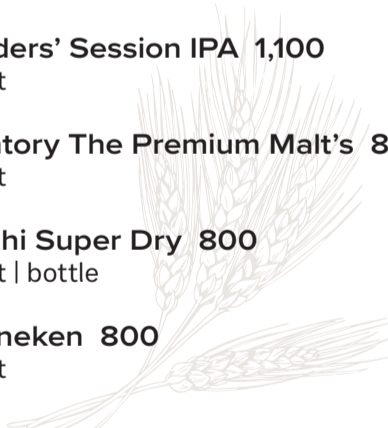 ders’ Session IPA 1,100
t
tory The Premium Malt’s 8
t
hi Super Dry 800
t | bottle
neken 800
t